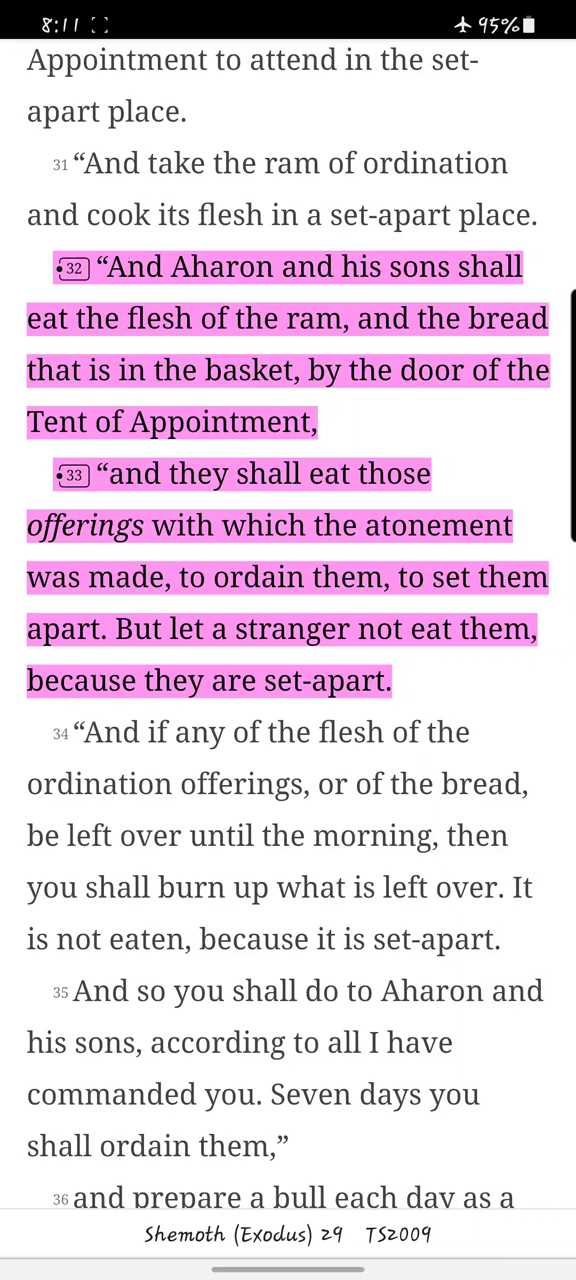 8:11 95%
Appointment to attend in the set-
apart place.
31 “And take the ram of ordination
and cook its flesh in a set-apart place.
32 “And Aharon and his sons shall
eat the flesh of the ram, and the bread
that is in the basket, by the door of the
Tent of Appointment,
33 “and they shall eat those
offerings with which the atonement
was made, to ordain them, to set them
apart. But let a stranger not eat them,
because they are set-apart.
34 “And if any of the flesh of the
ordination offerings, or of the bread,
be left over until the morning, then
you shall burn up what is left over. It
is not eaten, because it is set-apart.
35 And so you shall do to Aharon and
his sons, according to all I have
commanded you. Seven days you
shall ordain them,”
36 and prepare a bull each day as a
Shemoth (Exodus) 29 TS2009